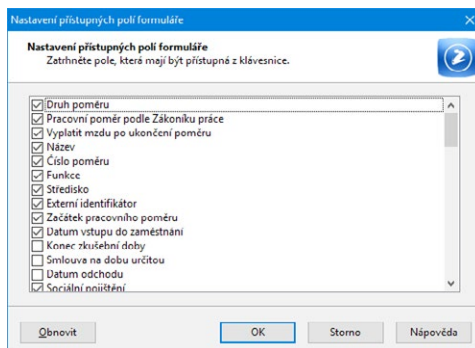 Nastavení přístupných polí formuláře
Nastavení přístupných polí formuláře
Zatrhněte pole, která mají být přístupná z klávesnice.
2
Druh poměru
Pracovní poměr podle Zákoníku práce
Vyplatit mzdu po ukončení poměru
Název
Číslo poměru
Funkce
Středisko
Externí identifikátor
Začátek pracovního poměru
Datum vstupu do zaměstnání
Konec zkušební doby
Smlouva na dobu určitou
Datum odchodu
Sociální pojištění
Obnovit
OK
Storno
Nápověda